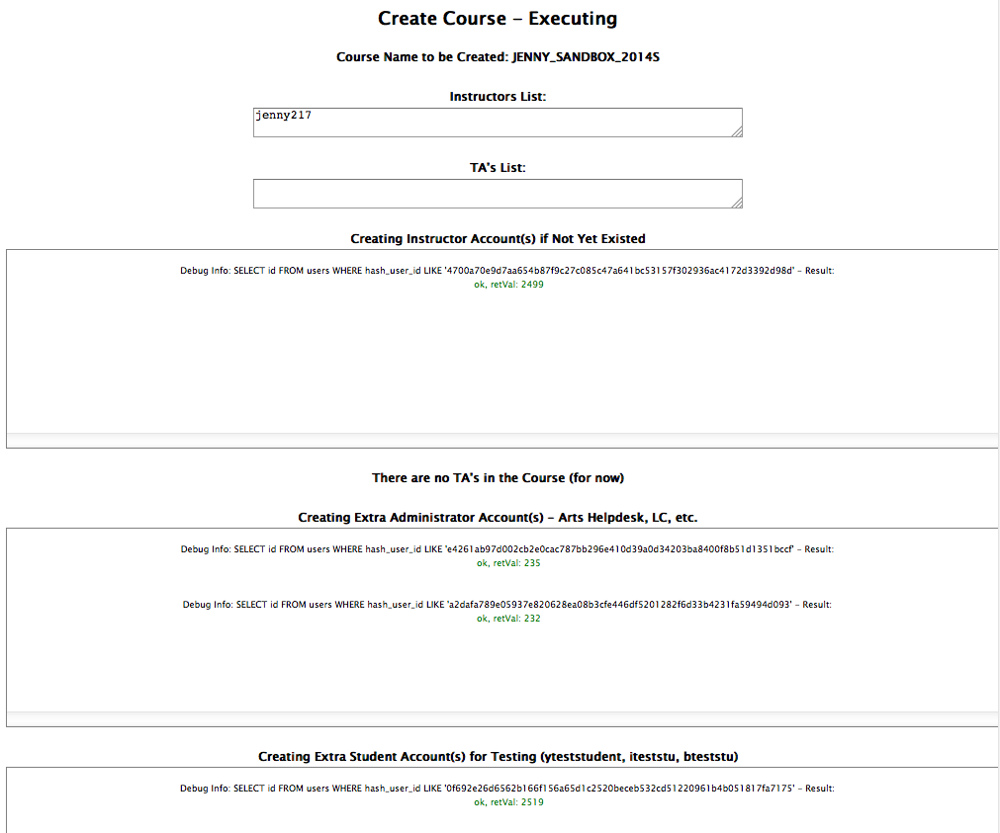 Create Course – Executing
Course Name to be Created: JENNY_SANDBOX_2014S
Instructors List:
jenny217
TA's List:
Creating Instructor Account(s) if Not Yet Existed
Debug Info: SELECT id FROM users WHERE hash_user_id LIKE '4700a70e9d7aa654b87f9c27c085c47a641bc53157f302936ac4172d3392d98d' – Result:
ok, retVal: 2499
There are no TA's in the Course (for now)
Creating Extra Administrator Account(s) – Arts Helpdesk, LC, etc.
Debug Info: SELECT id FROM users WHERE hash_user_id LIKE 'e4261ab97d002cb2e0cac787bb296e410d39a0d34203ba8400f8b51d1351bccf' – Result:
ok, retVal: 235
Debug Info: SELECT id FROM users WHERE hash_user_id LIKE 'a2dafa789e05937e820628ea08b3cfe446df5201282f6d33b4231fa59494d093' – Result:
ok, retVal: 232
Creating Extra Student Account(s) for Testing (yteststudent, iteststu, bteststu)
Debug Info: SELECT id FROM users WHERE hash_user_id LIKE '0f692e26d6562b166f156a65d1c2520beceb532cd51220961b4b051817fa7175' – Result:
ok, retVal: 2519